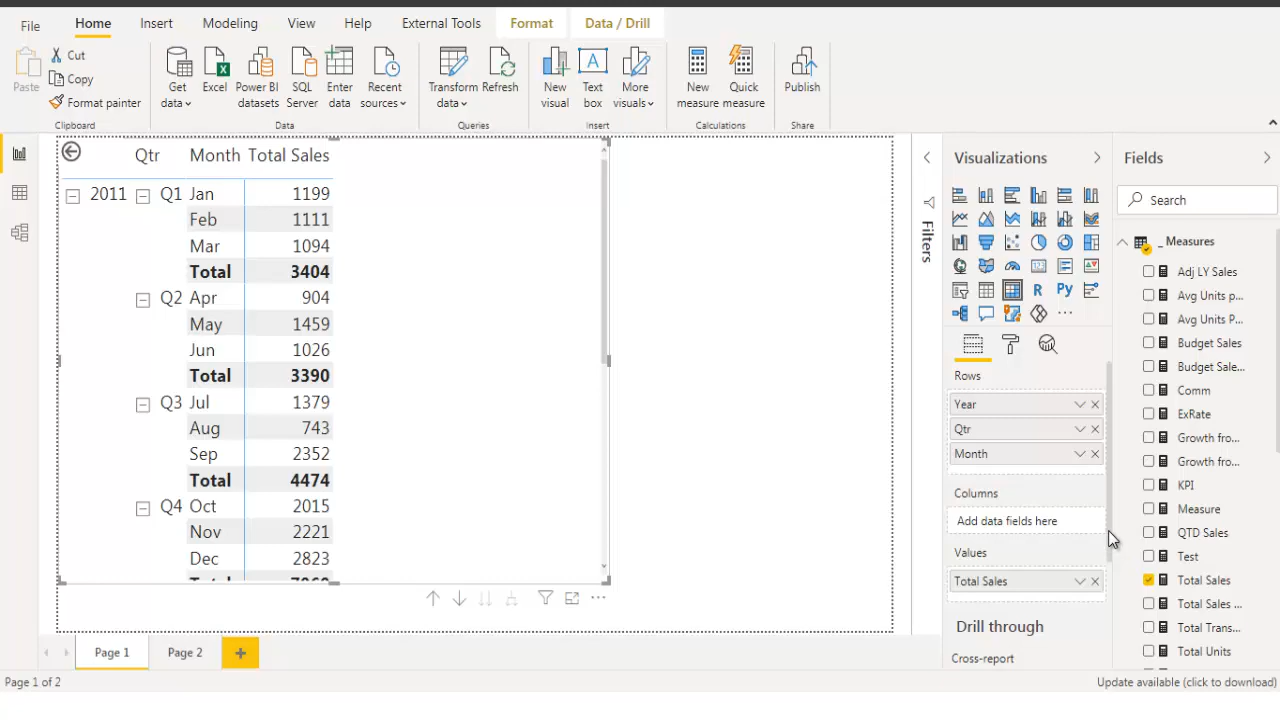 File Home Insert Modeling View Help External Tools Format Data / Drill
Paste Cut
Copy
Format painter
Clipboard
Get data Excel Power BI datasets SQL Server Enter data Recent sources
Data
Transform data Refresh
Queries
New visual Text box More visuals
Insert
New measure Quick measure
Calculations
Publish
Share
Qtr Month Total Sales
2011 Q1 Jan 1199
Feb 1111
Mar 1094
Total 3404
Q2 Apr 904
May 1459
Jun 1026
Total 3390
Q3 Jul 1379
Aug 743
Sep 2352
Total 4474
Q4 Oct 2015
Nov 2221
Dec 2823
Filters
Visualizations
R Py
Rows
Year
Qtr
Month
Columns
Add data fields here
Values
Total Sales
Drill through
Cross-report
Fields
Search
_Measures
Adj LY Sales
Avg Units p...
Avg Units P...
Budget Sales
Budget Sale...
Comm
ExRate
Growth fro...
Growth fro...
KPI
Measure
QTD Sales
Test
Total Sales
Total Sales ...
Total Trans...
Total Units
Page 1 Page 2
Page 1 of 2
Update available (click to download)